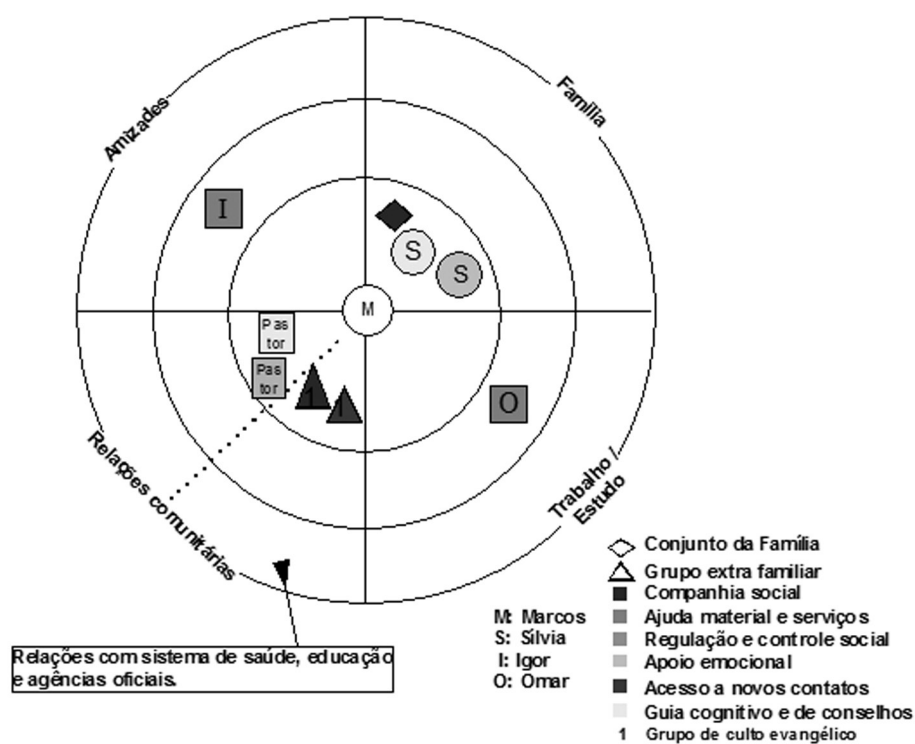 Amizades
Família
I
S
S
M
Pas
tor
Pas
tor
1
1
O
Relações comunitárias
Trabalho /
Estudo
Relações com sistema de saúde, educação
e agências oficiais.
M: Marcos
S: Sílvia
I: Igor
O: Omar
Conjunto da Família
Grupo extra familiar
Companhia social
Ajuda material e serviços
Regulação e controle social
Apoio emocional
Acesso a novos contatos
Guia cognitivo e de conselhos
1 Grupo de culto evangélico